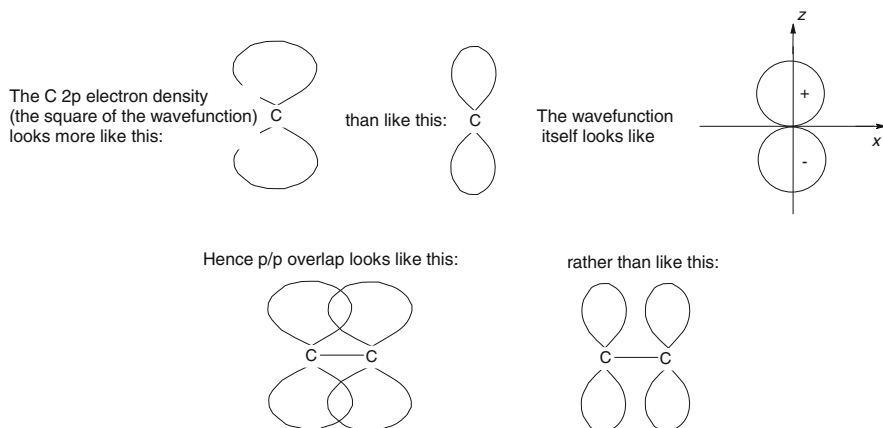 The C 2p electron density
(the square of the wavefunction)
looks more like this:
C
than like this:
C
The wavefunction
itself looks like
z
+
x
-
Hence p/p overlap looks like this:
C C
rather than like this:
C C